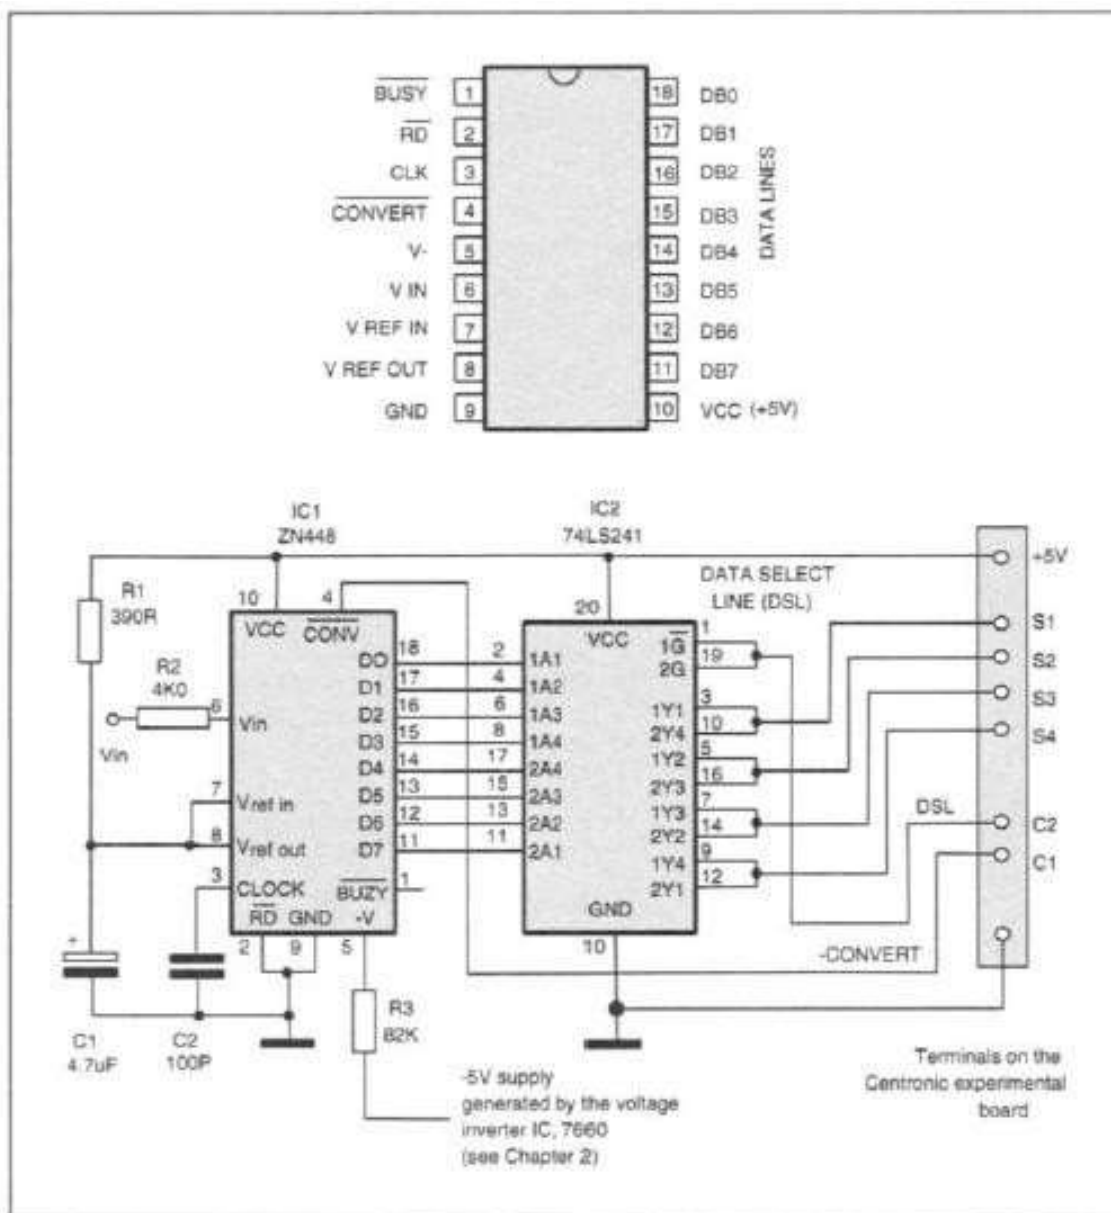 BUSY 1 18 DB0
RD 2 17 DB1
CLK 3 16 DB2
CONVERT 4 15 DB3
V- 5 14 DB4
V IN 6 13 DB5
V REF IN 7 12 DB6
V REF OUT 8 11 DB7
GND 9 10 VCC (+5V)
DATA LINES
IC1
ZN448
IC2
74LS241
+5V
R1
390R
10
4
VCC
CONV
DATA SELECT
LINE (DSL)
20
VCC
1
1G
19
2G
S1
S2
S3
S4
R2
4K0
6
Vin
Vin
DO 18 2 1A1
D1 17 4 1A2
D2 16 6 1A3
D3 15 8 1A4
D4 14 17 2A4
D5 13 15 2A3
D6 12 13 2A2
D7 11 11 2A1
3
1Y1
10
2Y4
5
1Y2
16
2Y3
7
1Y3
14
2Y2
9
1Y4
12
2Y1
7
Vref in
8
Vref out
3
CLOCK
BUZY
1
RD
GND
-V
2
9
5
GND
10
DSL
C2
C1
-CONVERT
+
C1
4.7uF
C2
100P
R3
82K
-5V supply
generated by the voltage
inverter IC, 7660
(see Chapter 2)
Terminals on the
Centronic experimental
board